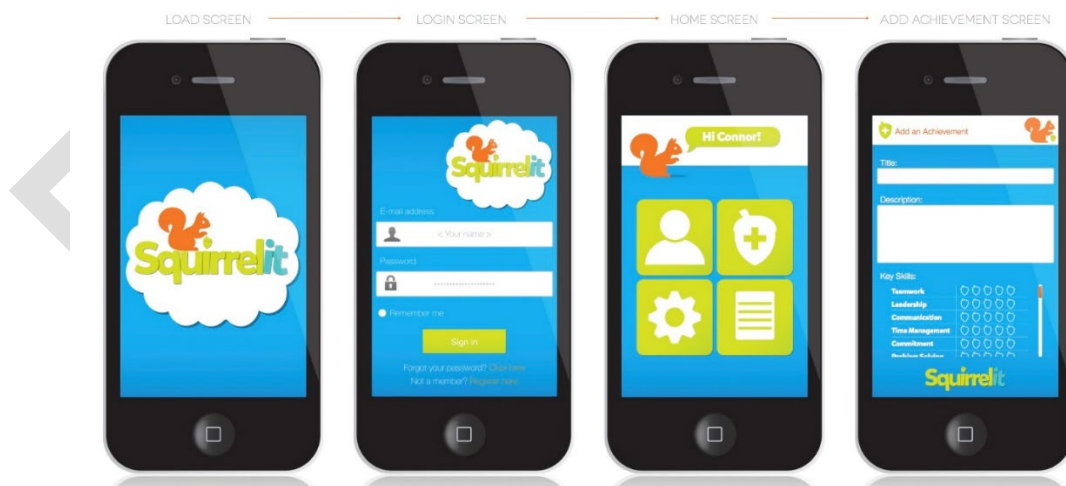 LOAD SCREEN
LOGIN SCREEN
HOME SCREEN
ADD ACHIEVEMENT SCREEN
Squirrelit
Squirrelit
E-mail address
< Your name >
Password
Remember me
Sign in
Forgot your password? Click here
Not a member? Register here
Hi Connor!
Add an Achievement
Title:
Description:
Key Skills:
Teamwork
Leadership
Communication
Time Management
Commitment
Problem Solving
Squirrelit